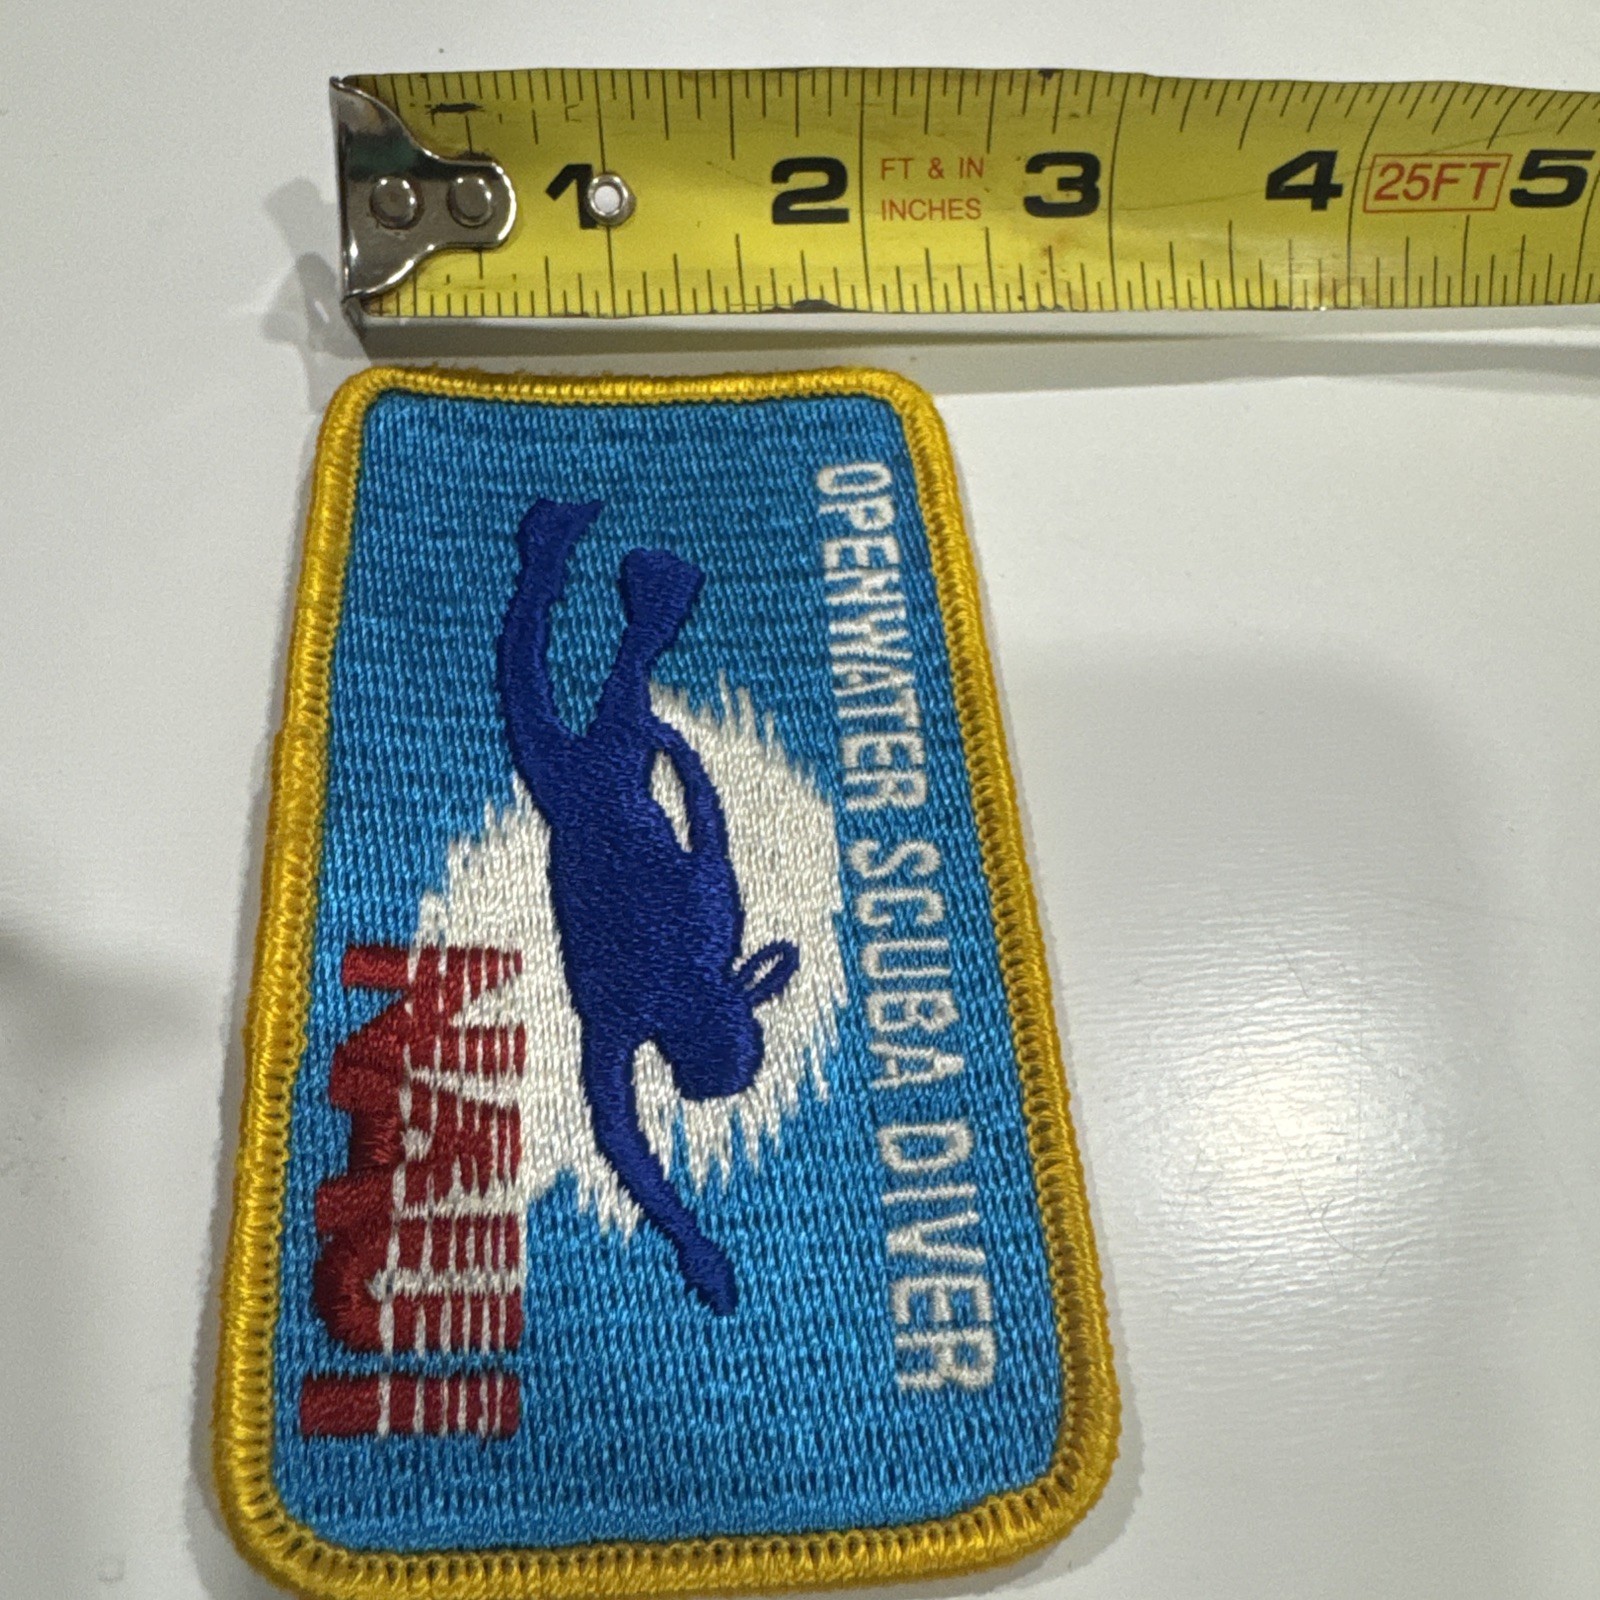 1 2 FT & IN 3 4 25FT 5
INCHES
OPENWATER SCUBA DIVER
NAUI